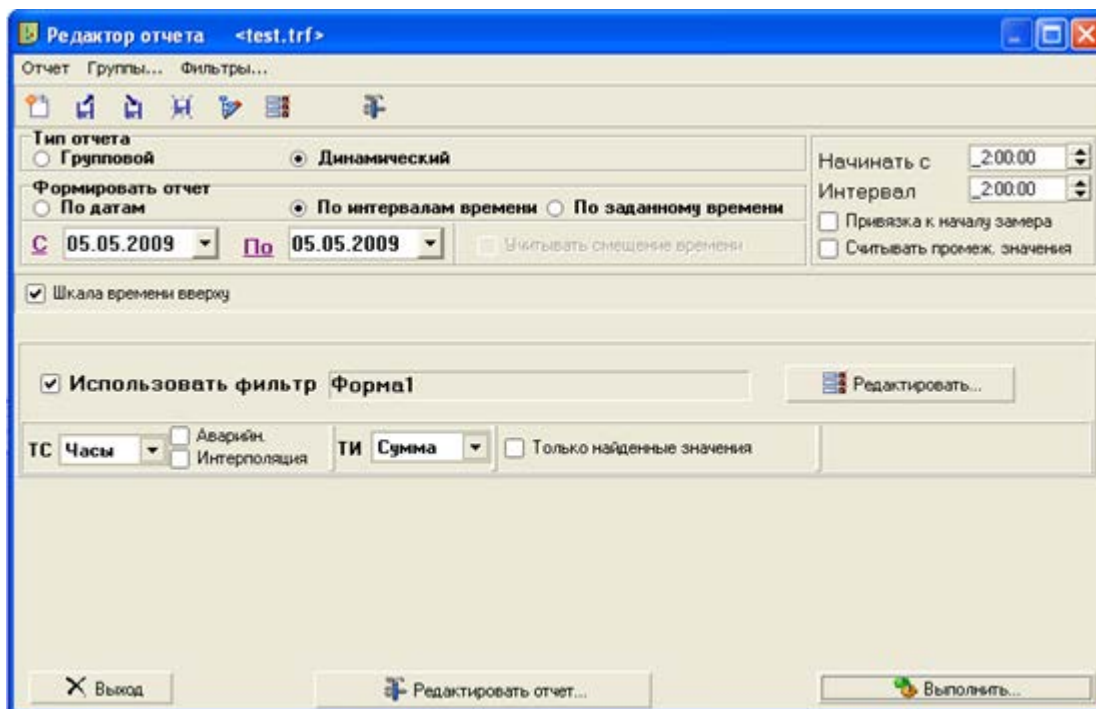 Редактор отчета <test.trf>
Отчет Группы... Фильтры...
Тип отчета
Групповой Динамический
Начинать с _2:00:00
Формировать отчет
Интервал _2:00:00
По датам По интервалам времени По заданному времени
Привязка к началу замера
С 05.05.2009 По 05.05.2009 Учитывать смещение времени
Считывать промеж. значения
Шкала времени вверху
Использовать фильтр Форма1 Редактировать...
ТС Часы Аварийн. ТИ Сумма Только найденные значения
Интерполяция
Выход Редактировать отчет... Выполнить...